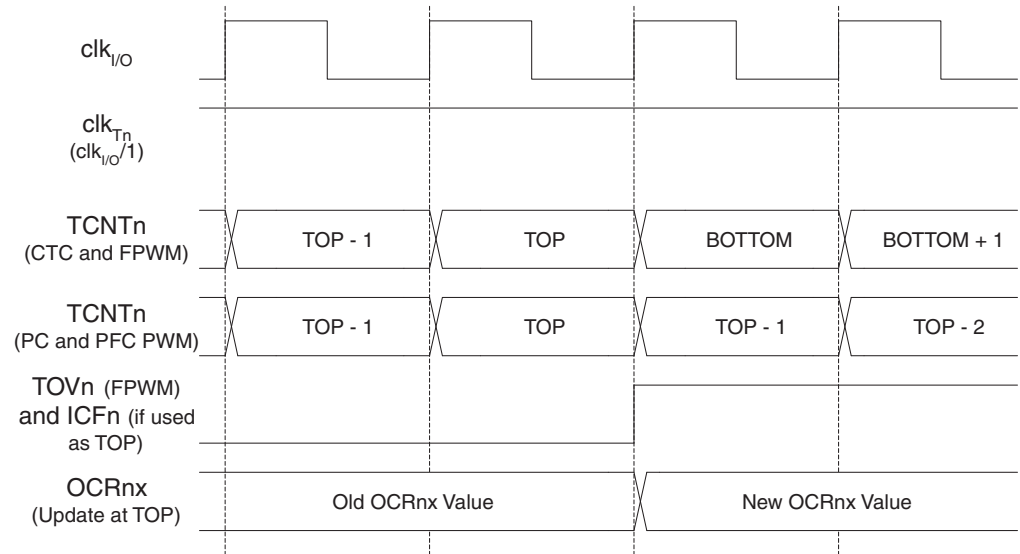 clkI/O
clkTn
(clkI/O/1)
TCNTn
(CTC and FPWM)
TOP - 1
TOP
BOTTOM
BOTTOM + 1
TCNTn
(PC and PFC PWM)
TOP - 1
TOP
TOP - 1
TOP - 2
TOVn (FPWM)
and ICFn (if used
as TOP)
OCRnx
(Update at TOP)
Old OCRnx Value
New OCRnx Value